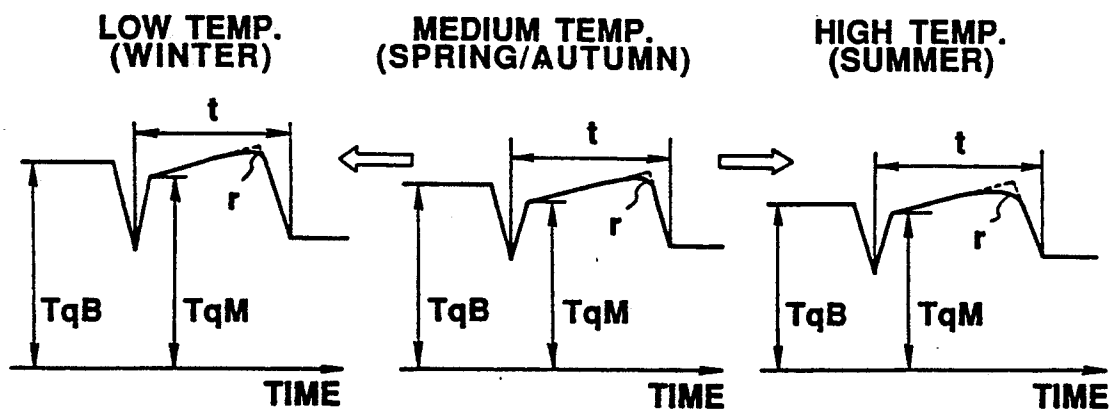 LOW TEMP.
(WINTER)
t
r
TqB
TqM
TIME
MEDIUM TEMP.
(SPRING/AUTUMN)
t
r
TqB
TqM
TIME
HIGH TEMP.
(SUMMER)
t
r
TqB
TqM
TIME